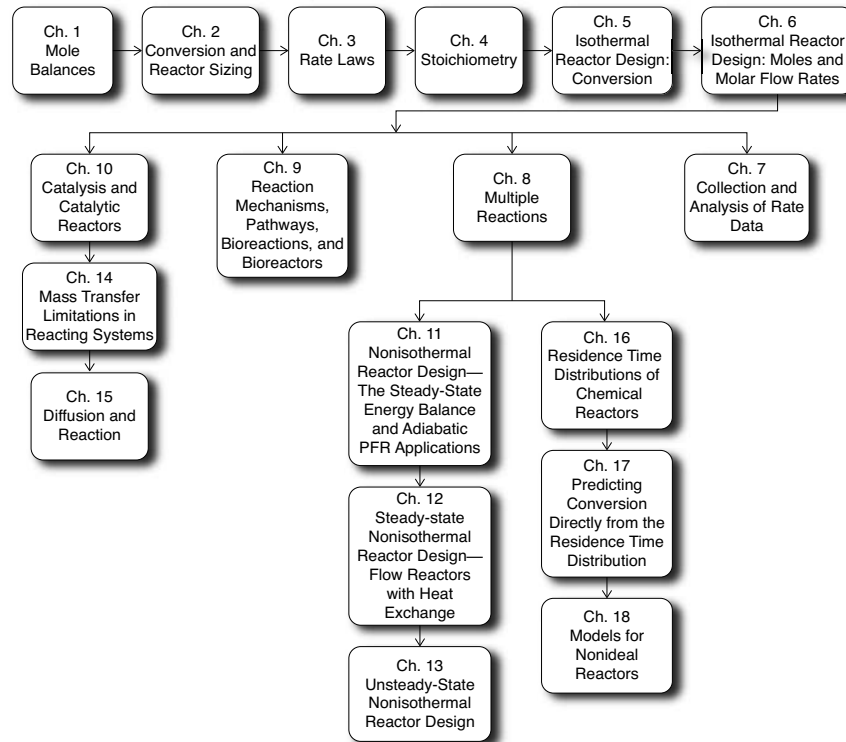 Ch. 1
Mole
Balances
Ch. 2
Conversion and
Reactor Sizing
Ch. 3
Rate Laws
Ch. 4
Stoichiometry
Ch. 5
Isothermal
Reactor Design:
Conversion
Ch. 6
Isothermal Reactor
Design: Moles and
Molar Flow Rates
Ch. 10
Catalysis and
Catalytic
Reactors
Ch. 9
Reaction
Mechanisms,
Pathways,
Bioreactions, and
Bioreactors
Ch. 8
Multiple
Reactions
Ch. 7
Collection and
Analysis of Rate
Data
Ch. 14
Mass Transfer
Limitations in
Reacting Systems
Ch. 15
Diffusion and
Reaction
Ch. 11
Nonisothermal
Reactor Design—
The Steady-State
Energy Balance
and Adiabatic
PFR Applications
Ch. 16
Residence Time
Distributions of
Chemical
Reactors
Ch. 12
Steady-state
Nonisothermal
Reactor Design—
Flow Reactors
with Heat
Exchange
Ch. 17
Predicting
Conversion
Directly from the
Residence Time
Distribution
Ch. 13
Unsteady-State
Nonisothermal
Reactor Design
Ch. 18
Models for
Nonideal
Reactors